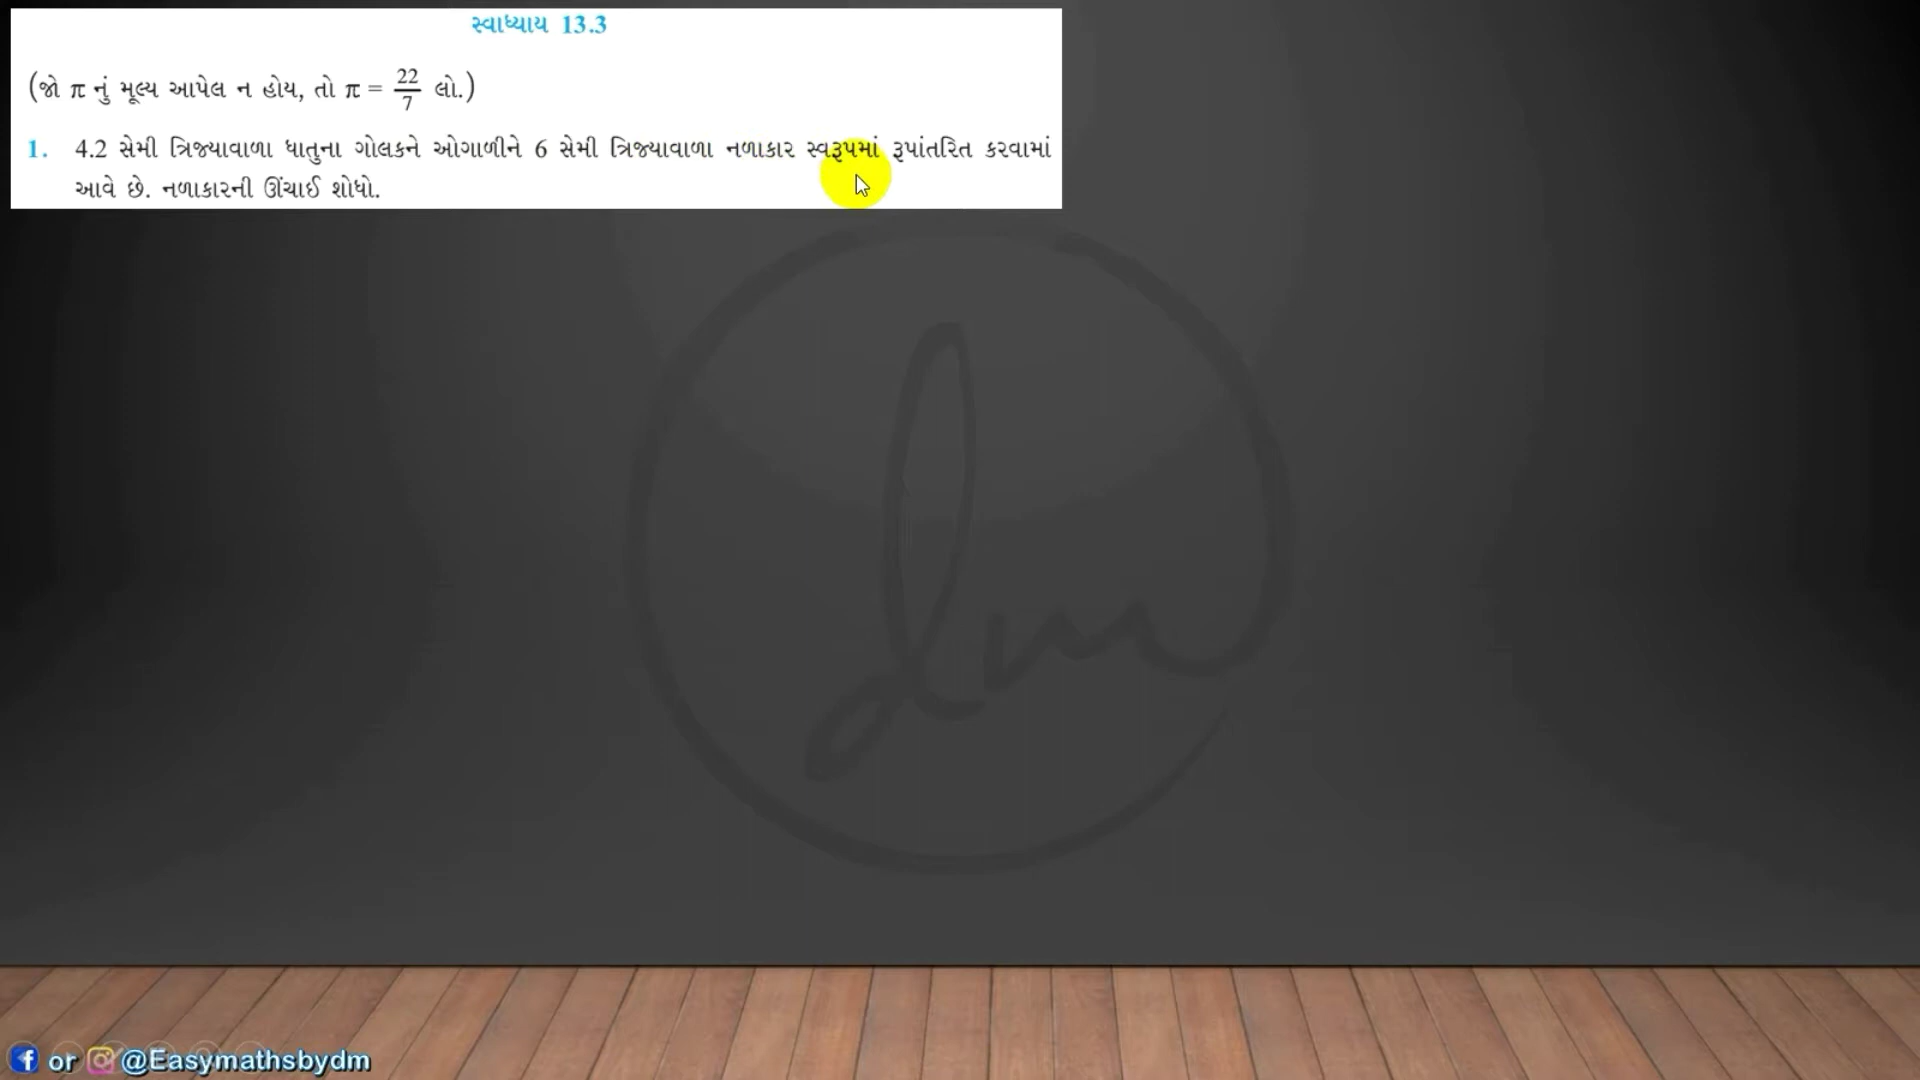 સ્વાધ્યાય 13.3
(જો π નું મૂલ્ય આપેલ ન હોય, તો π = 22/7 લો.)
1. 4.2 સેમી ત્રિજ્યાવાળા ધાતુના ગોલકને ઓગાળીને 6 સેમી ત્રિજ્યાવાળા નળાકાર સ્વરૂપમાં રૂપાંતરિત કરવામાં
આવે છે. નળાકારની ઊંચાઈ શોધો.
dm
f or @Easymathsbydm